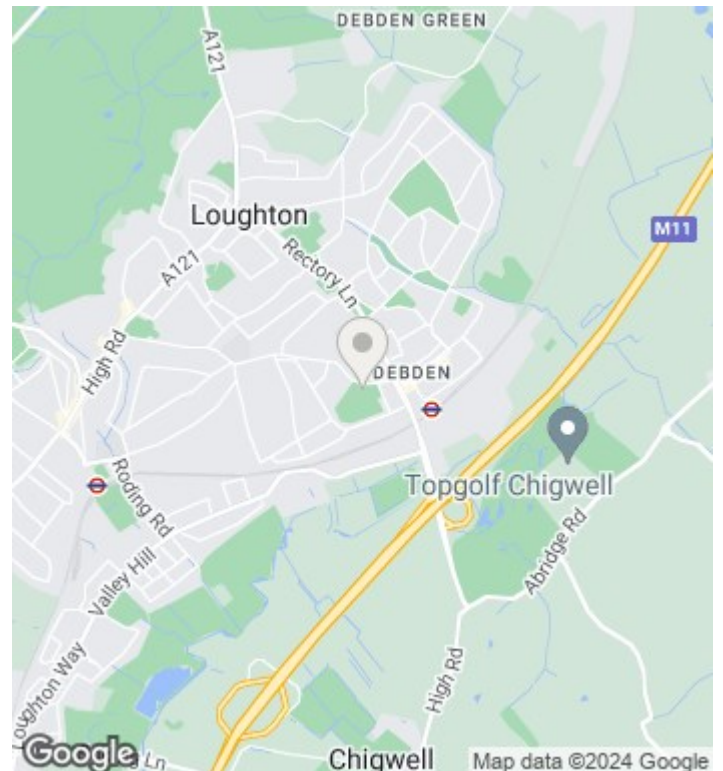 DEBDEN GREEN
A121
Loughton
M11
Rectory Ln
A121
High Rd
DEBDEN
Topgolf Chigwell
Roding Rd
Abridge Rd
Valley Hill
High Rd
Loughton Way
Ln
Chigwell
Google
Map data ©2024 Google